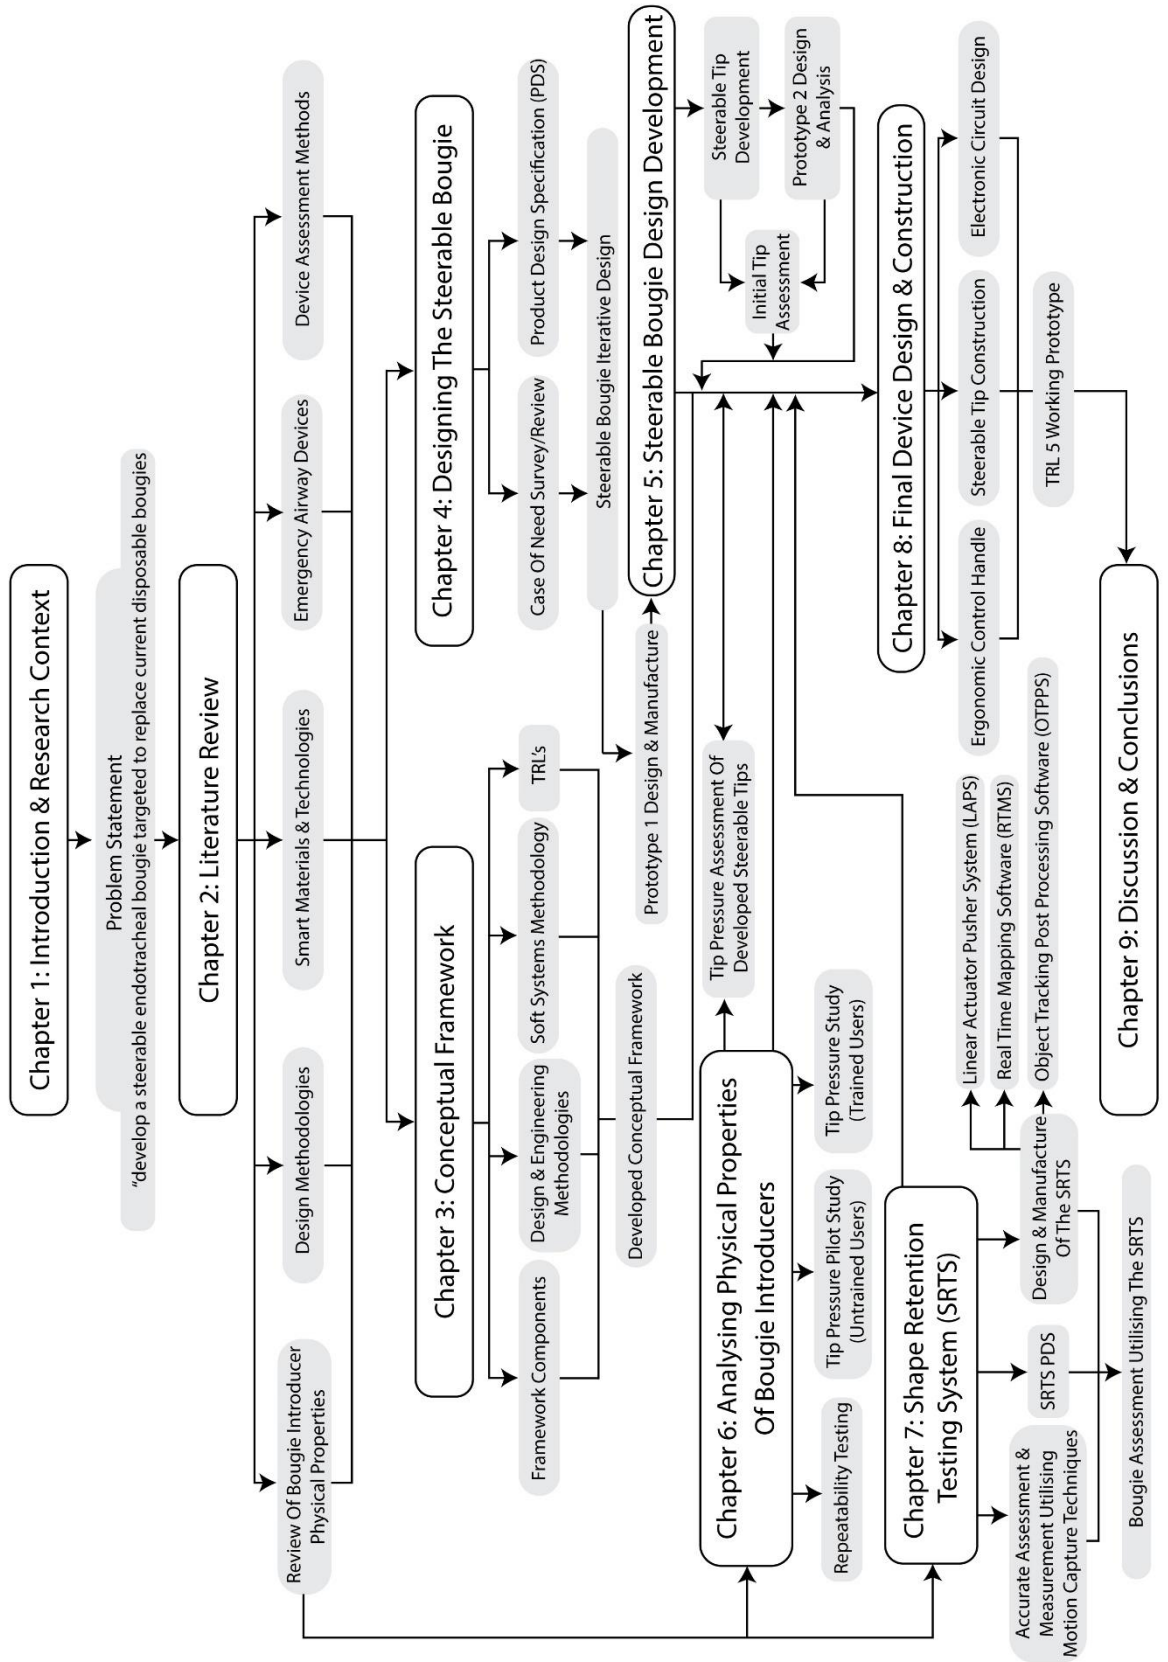 Chapter 1: Introduction & Research Context
Problem Statement
"develop a steerable endotracheal bougie targeted to replace current disposable bougies
Chapter 2: Literature Review
Review Of Bougie Introducer
Physical Properties
Design Methodologies
Smart Materials & Technologies
Emergency Airway Devices
Device Assessment Methods
Chapter 3: Conceptual Framework
Framework Components
Design & Engineering
Methodologies
Soft Systems Methodology
TRL's
Developed Conceptual Framework
Chapter 4: Designing The Steerable Bougie
Case Of Need Survey/Review
Product Design Specification (PDS)
Steerable Bougie Iterative Design
Prototype 1 Design & Manufacture
Chapter 5: Steerable Bougie Design Development
Steerable Tip
Development
Initial Tip
Assessment
Prototype 2 Design
& Analysis
Chapter 6: Analysing Physical Properties
Of Bougie Introducers
Tip Pressure Assessment Of
Developed Steerable Tips
Repeatability Testing
Tip Pressure Pilot Study
(Untrained Users)
Tip Pressure Study
(Trained Users)
Chapter 7: Shape Retention
Testing System (SRTS)
Accurate Assessment &
Measurement Utilising
Motion Capture Techniques
SRTS PDS
Design & Manufacture
Of The SRTS
Linear Actuator Pusher System (LAPS)
Real Time Mapping Software (RTMS)
Object Tracking Post Processing Software (OTPPS)
Bougie Assessment Utilising The SRTS
Chapter 8: Final Device Design & Construction
Ergonomic Control Handle
Steerable Tip Construction
Electronic Circuit Design
TRL 5 Working Prototype
Chapter 9: Discussion & Conclusions